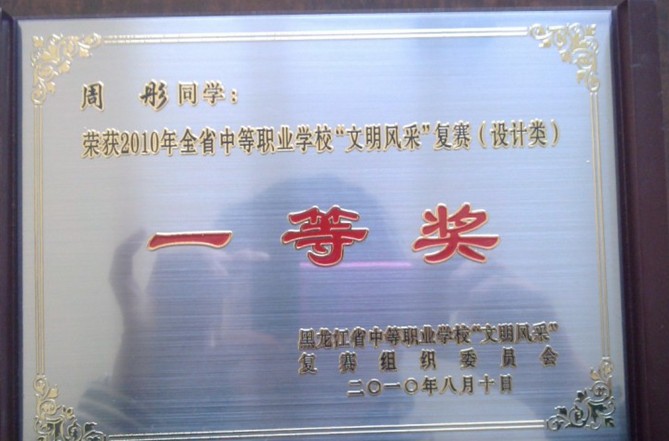 周 彤同学：
荣获2010年全省中等职业学校“文明风采”复赛（设计类）
一等奖
黑龙江省中等职业学校“文明风采”
复赛组织委员会
二〇一〇年八月十日